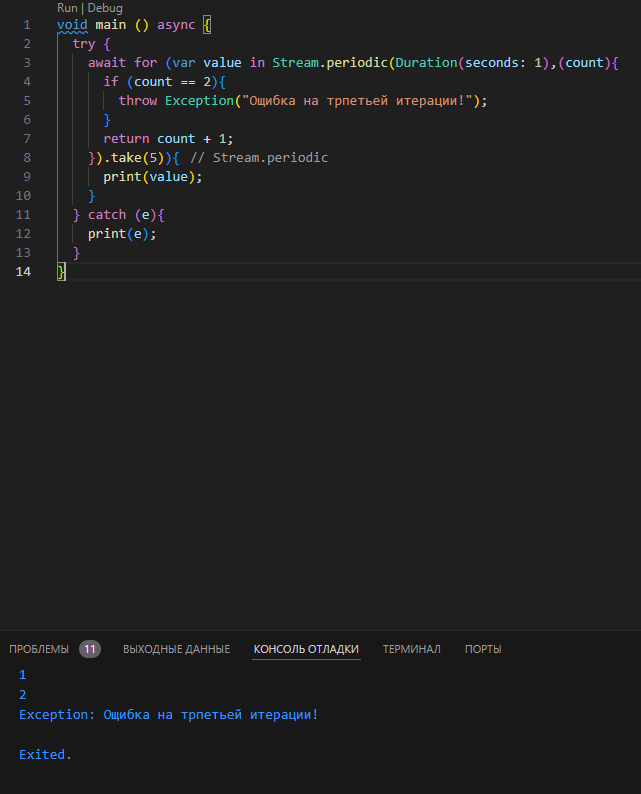 Run | Debug
1 void main () async {
2 try {
3 await for (var value in Stream.periodic(Duration(seconds: 1),(count){
4 if (count == 2){
5 throw Exception("Ощибка на трпетьей итерации!");
6 }
7 return count + 1;
8 }).take(5)){ // Stream.periodic
9 print(value);
10 }
11 } catch (e){
12 print(e);
13 }
14 }
ПРОБЛЕМЫ 11 ВЫХОДНЫЕ ДАННЫЕ КОНСОЛЬ ОТЛАДКИ ТЕРМИНАЛ ПОРТЫ
1
2
Exception: Ощибка на трпетьей итерации!
Exited.